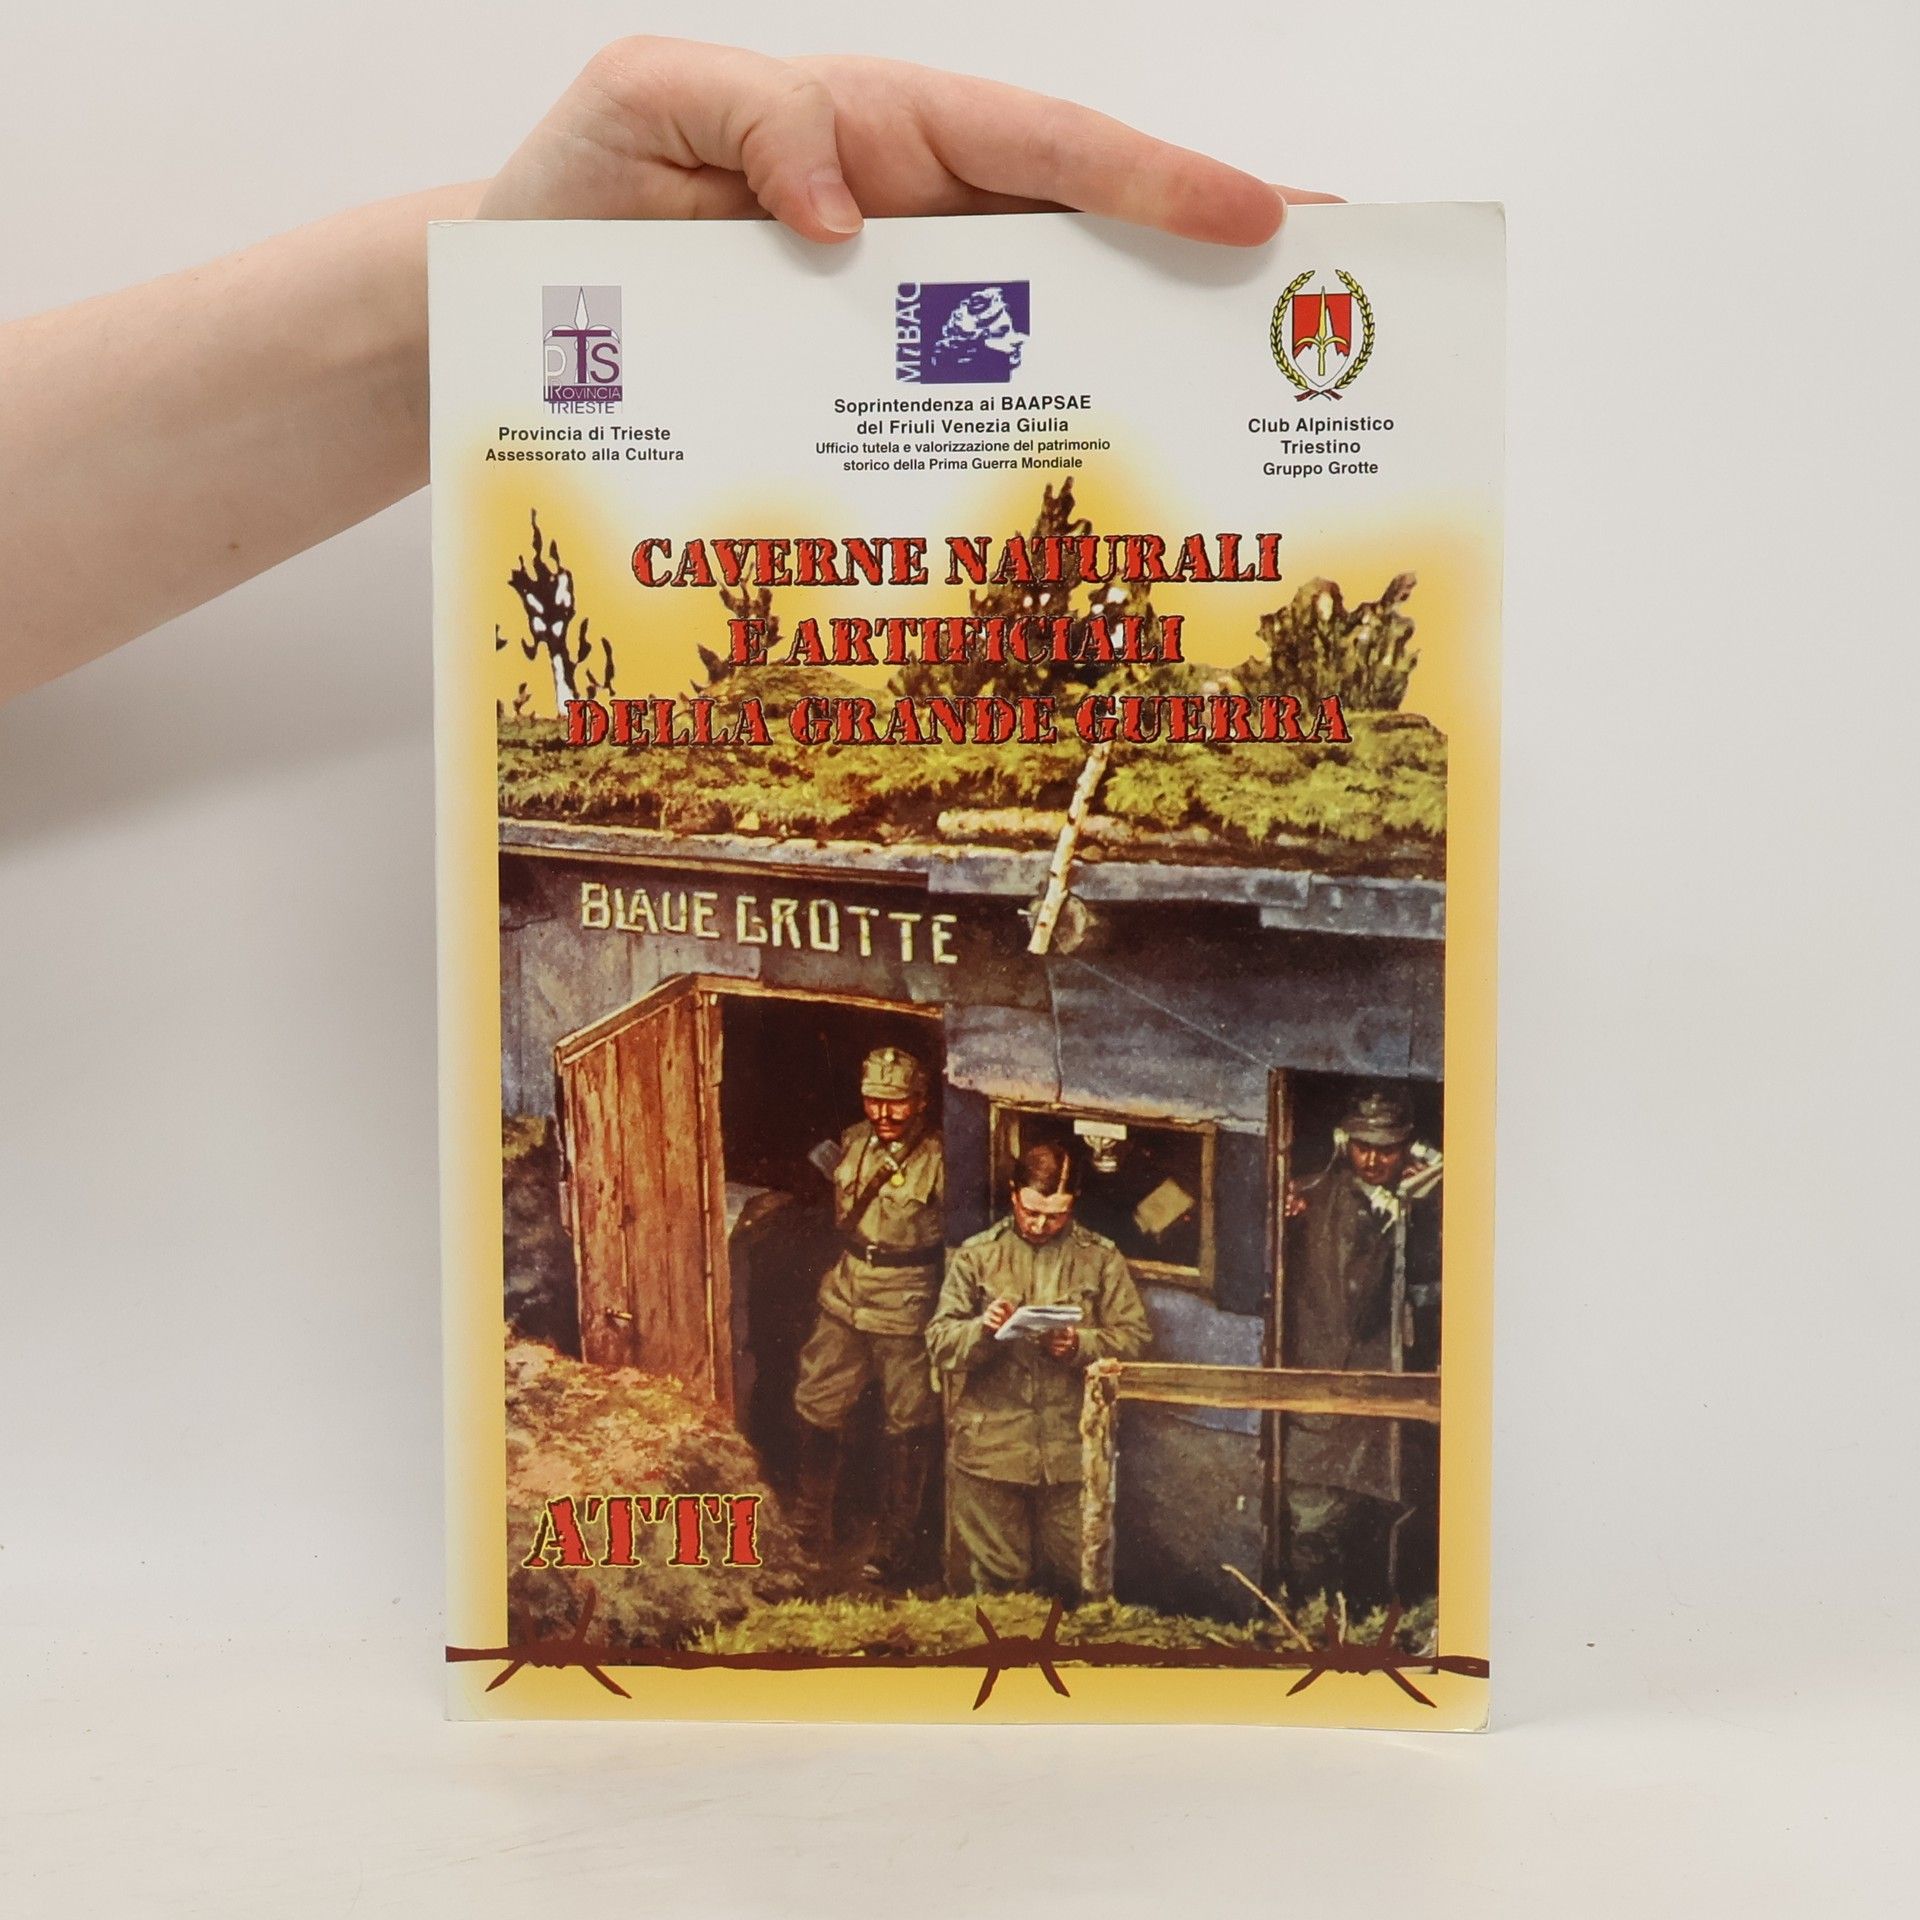 PTS
PROVINCIA
TRIESTE
Provincia di Trieste
Assessorato alla Cultura
MiBAC
Soprintendenza ai BAAPSAE
del Friuli Venezia Giulia
Ufficio tutela e valorizzazione del patrimonio
storico della Prima Guerra Mondiale
Club Alpinistico
Triestino
Gruppo Grotte
CAVERNE NATURALI
E ARTIFICIALI
DELLA GRANDE GUERRA
BLAUE GROTTE
ATTI